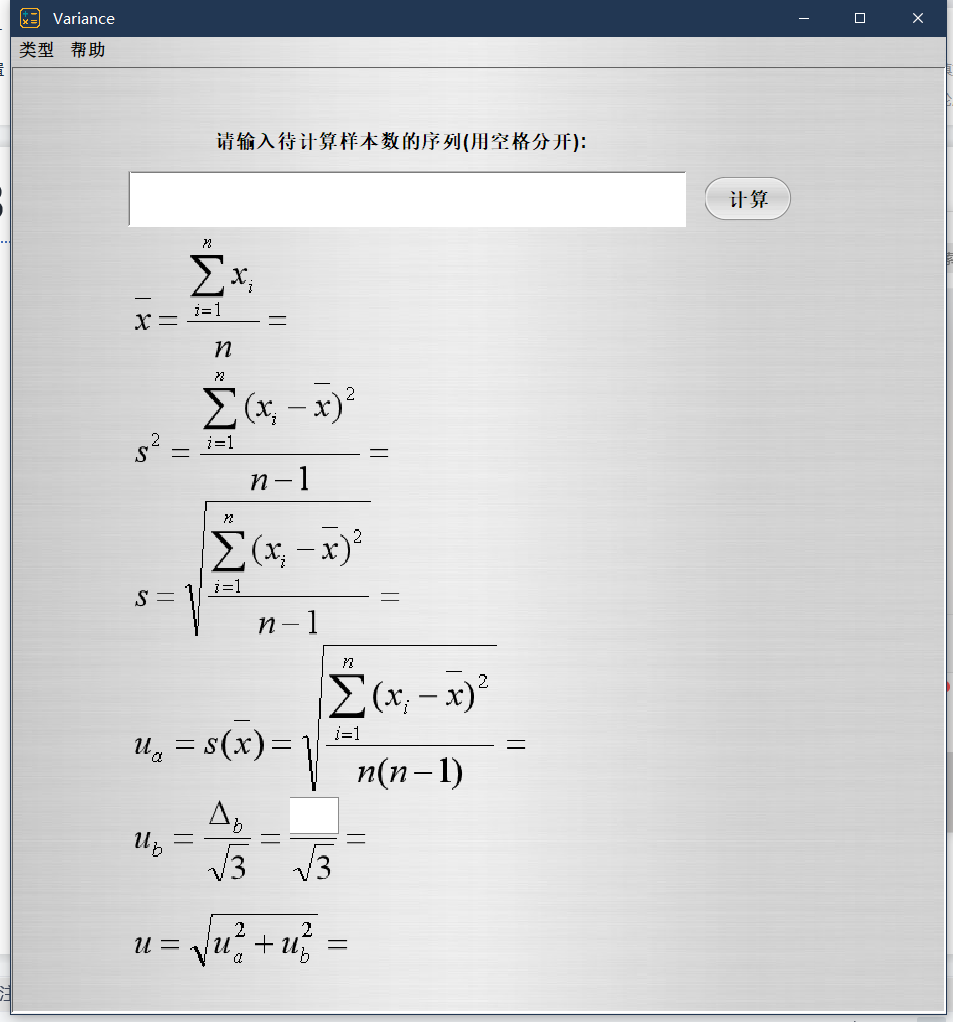 Variance
类型 帮助
请输入待计算样本数的序列(用空格分开):
计算
x̄ = ∑_{i=1}^{n} x_i / n =
s² = ∑_{i=1}^{n} (x_i − x̄)² / n − 1 =
s = √(∑_{i=1}^{n} (x_i − x̄)² / n − 1) =
u_a = s(x̄) = √(∑_{i=1}^{n} (x_i − x̄)² / n(n − 1)) =
u_b = Δ_b / √3 = / √3 =
u = √(u_a² + u_b²) =